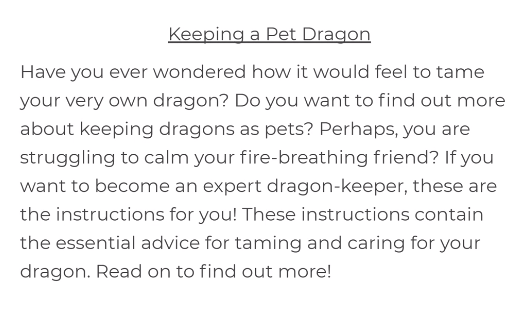 Keeping a Pet Dragon
Have you ever wondered how it would feel to tame
your very own dragon? Do you want to find out more
about keeping dragons as pets? Perhaps, you are
struggling to calm your fire-breathing friend? If you
want to become an expert dragon-keeper, these are
the instructions for you! These instructions contain
the essential advice for taming and caring for your
dragon. Read on to find out more!